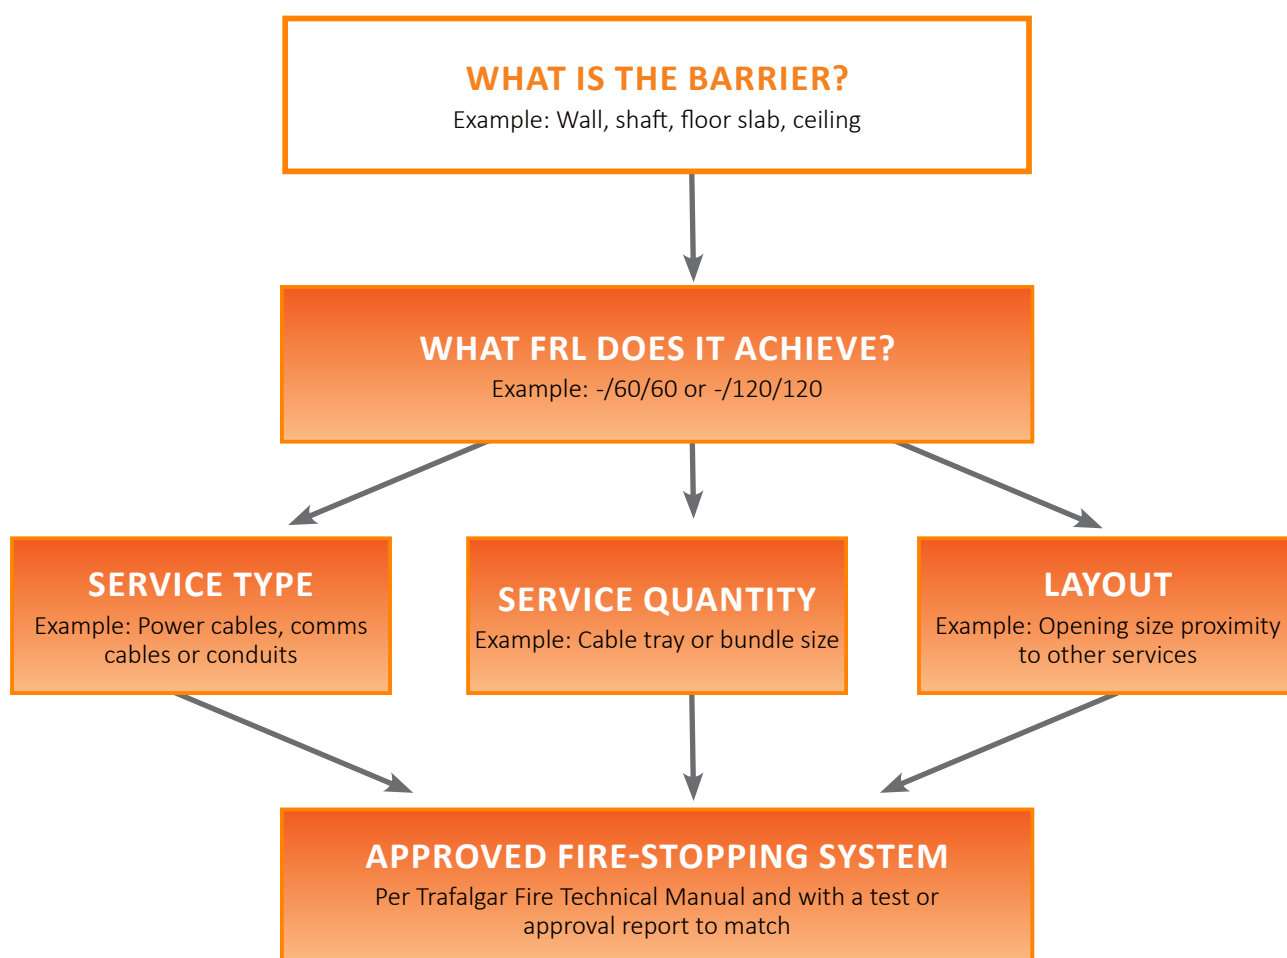 WHAT IS THE BARRIER?
Example: Wall, shaft, floor slab, ceiling
WHAT FRL DOES IT ACHIEVE?
Example: -/60/60 or -/120/120
SERVICE TYPE
Example: Power cables, comms
cables or conduits
SERVICE QUANTITY
Example: Cable tray or bundle size
LAYOUT
Example: Opening size proximity
to other services
APPROVED FIRE-STOPPING SYSTEM
Per Trafalgar Fire Technical Manual and with a test or
approval report to match